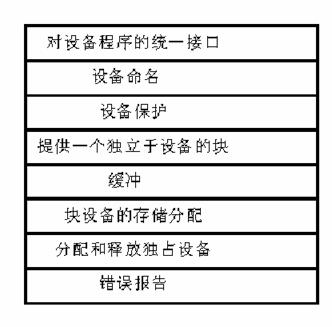 对设备程序的统一接口
设备命名
设备保护
提供一个独立于设备的块
缓冲
块设备的存储分配
分配和释放独占设备
错误报告